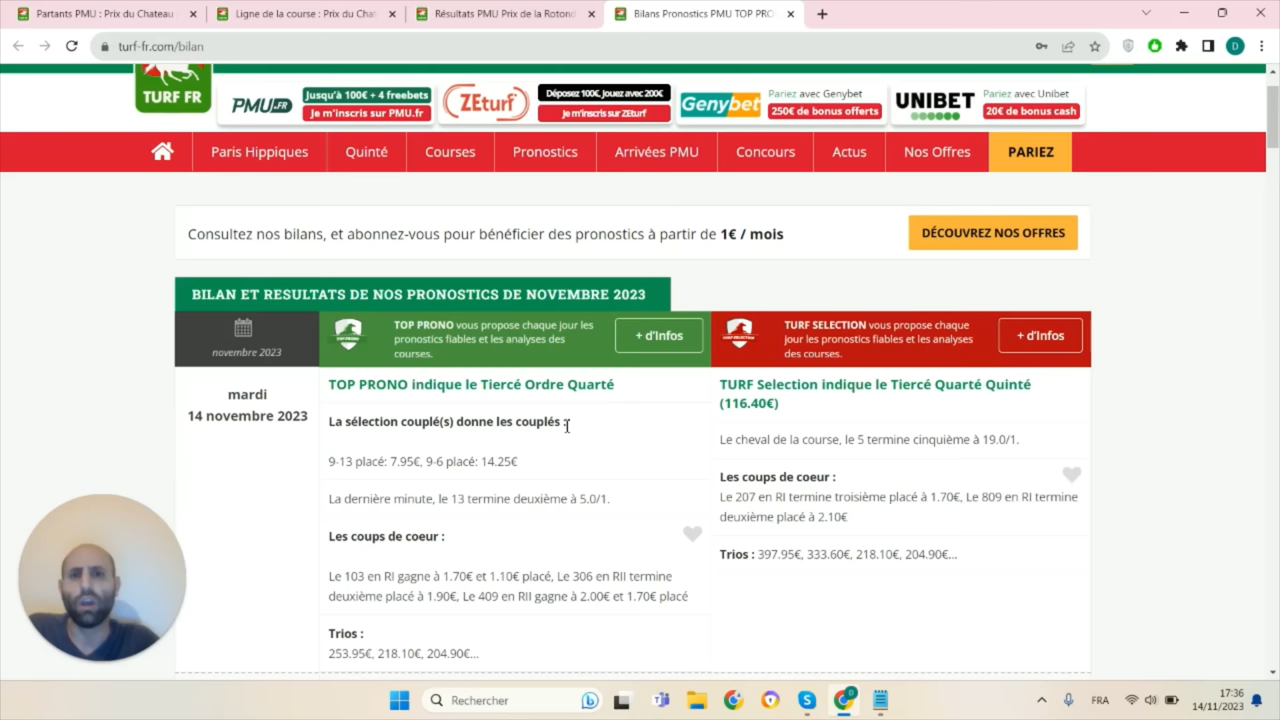 Partants PMU : Prix du Chateau
Ligne de la course : Prix du Chat
Résultats PMU Prix de la Rotond
Bilans Pronostics PMU TOP PRO
turf-fr.com/bilan
D
TURF FR
PMU.FR
Jusqu'à 100€ + 4 freebets
Je m'inscris sur PMU.fr
ZEturf
Déposez 100€, Jouez avec 200€
Je m'inscris sur ZEturf
Genybet
Pariez avec Genybet
250€ de bonus offerts
UNIBET
Pariez avec Unibet
20€ de bonus cash
Paris Hippiques
Quinté
Courses
Pronostics
Arrivées PMU
Concours
Actus
Nos Offres
PARIEZ
Consultez nos bilans, et abonnez-vous pour bénéficier des pronostics à partir de 1€ / mois
DÉCOUVREZ NOS OFFRES
BILAN ET RESULTATS DE NOS PRONOSTICS DE NOVEMBRE 2023
novembre 2023
TOP PRONO vous propose chaque jour les
pronostics fiables et les analyses des
courses.
+ d'Infos
TURF SELECTION vous propose chaque
jour les pronostics fiables et les analyses
des courses.
+ d'Infos
mardi
14 novembre 2023
TOP PRONO indique le Tiercé Ordre Quarté
La sélection couplé(s) donne les couplés :
9-13 placé: 7.95€, 9-6 placé: 14.25€
La dernière minute, le 13 termine deuxième à 5.0/1.
Les coups de coeur :
Le 103 en RI gagne à 1.70€ et 1.10€ placé, Le 306 en RII termine
deuxième placé à 1.90€, Le 409 en RII gagne à 2.00€ et 1.70€ placé
Trios :
253.95€, 218.10€, 204.90€...
TURF Selection indique le Tiercé Quarté Quinté
(116.40€)
Le cheval de la course, le 5 termine cinquième à 19.0/1.
Les coups de coeur :
Le 207 en RI termine troisième placé à 1.70€, Le 809 en RI termine
deuxième placé à 2.10€
Trios : 397.95€, 333.60€, 218.10€, 204.90€...
Rechercher
FRA
17:36
14/11/2023